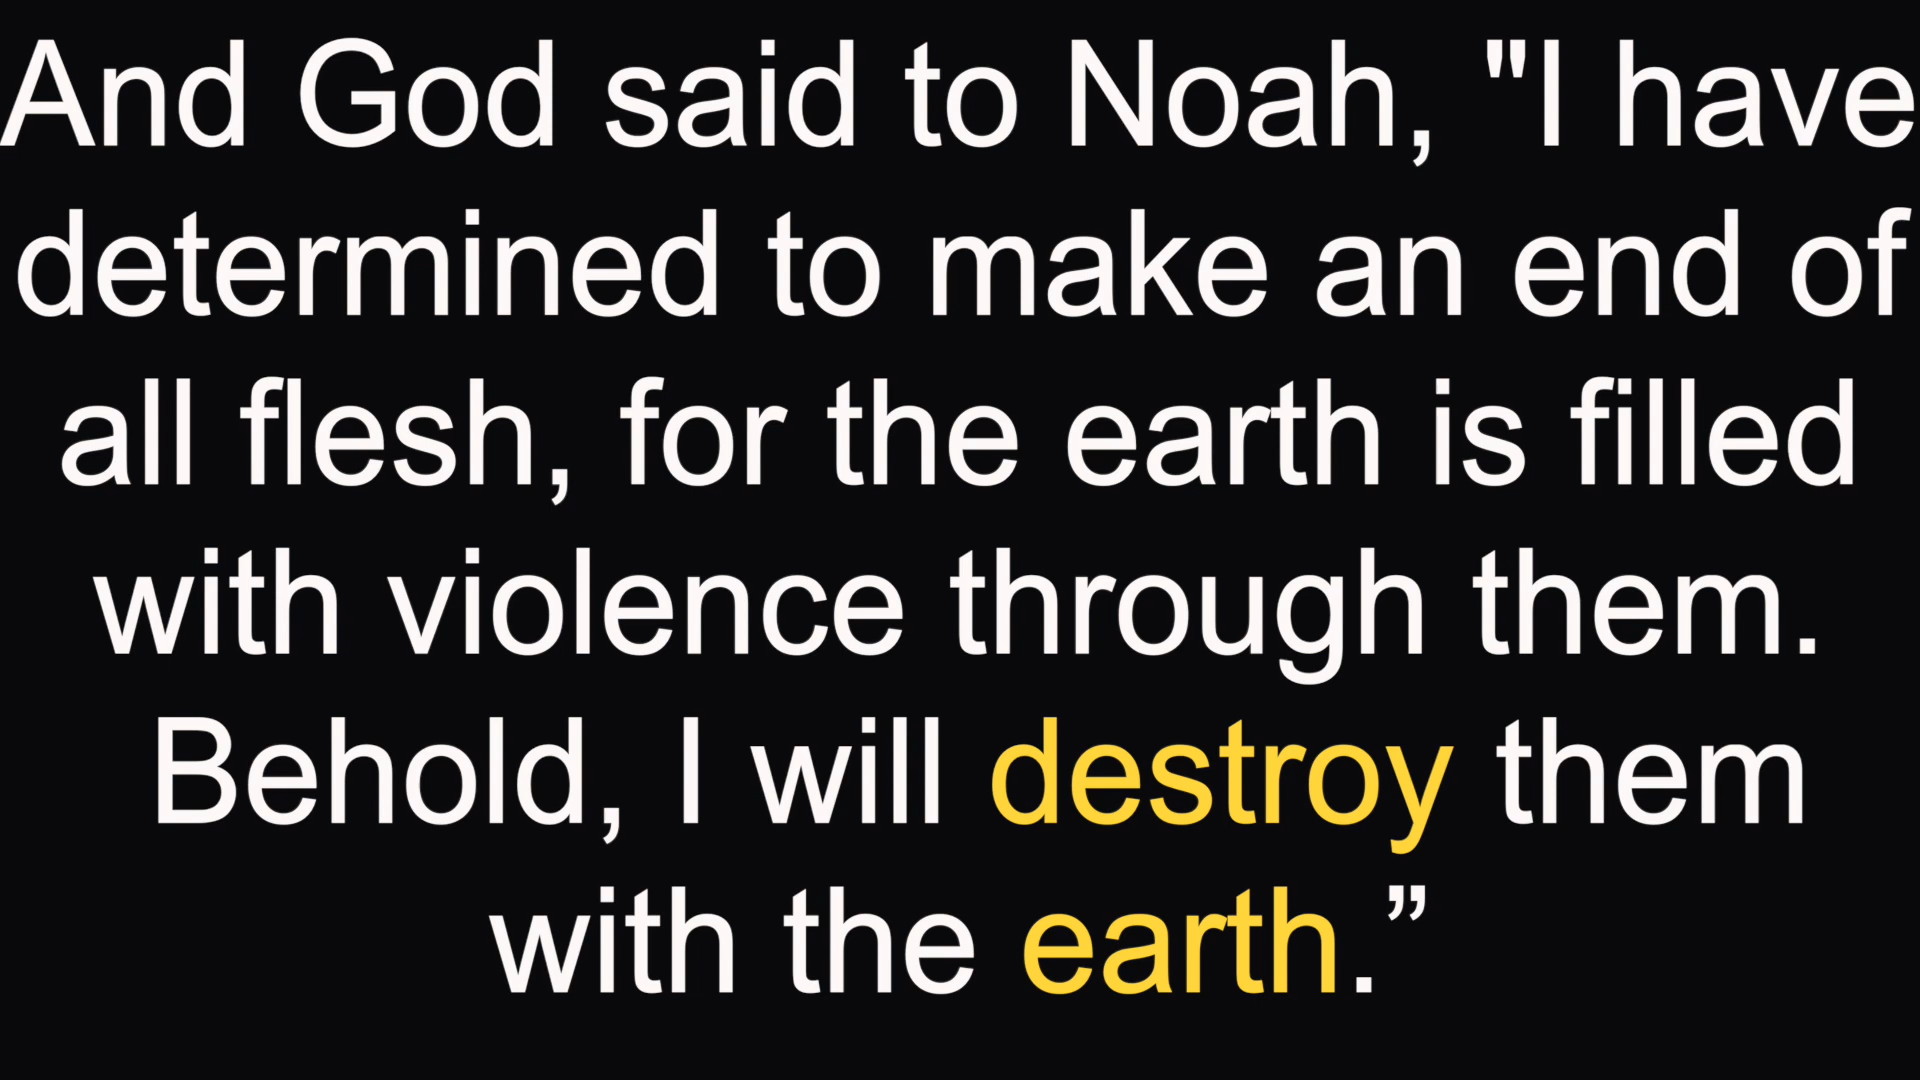 And God said to Noah, "I have
determined to make an end of
all flesh, for the earth is filled
with violence through them.
Behold, I will destroy them
with the earth.”